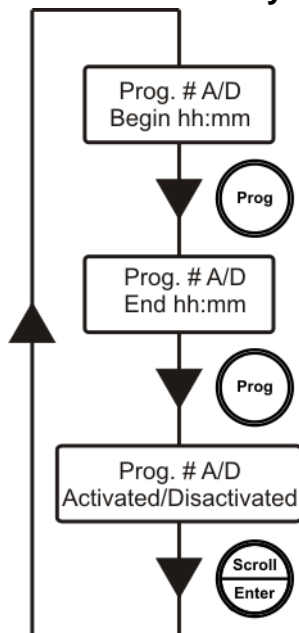 Prog. # A/D
Begin hh:mm
Prog
Prog. # A/D
End hh:mm
Prog
Prog. # A/D
Activated/Disactivated
Scroll
Enter